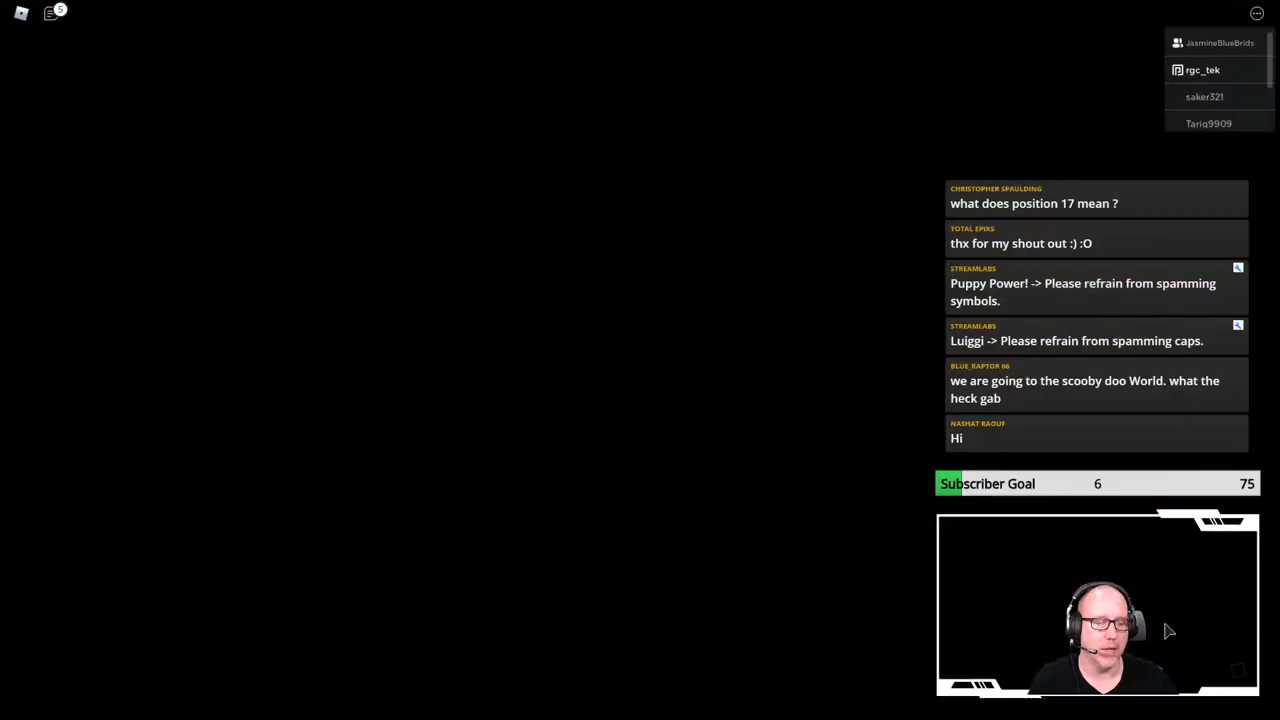 5
JasmineBlueBrids
rgc_tek
saker321
Tariq9909
CHRISTOPHER SPAULDING
what does position 17 mean ?
TOTAL EPIXS
thx for my shout out :) :O
STREAMLABS
Puppy Power! -> Please refrain from spamming
symbols.
STREAMLABS
Luiggi -> Please refrain from spamming caps.
BLUE_RAPTOR 66
we are going to the scooby doo World. what the
heck gab
NASHAT RAOUF
Hi
Subscriber Goal 6 75